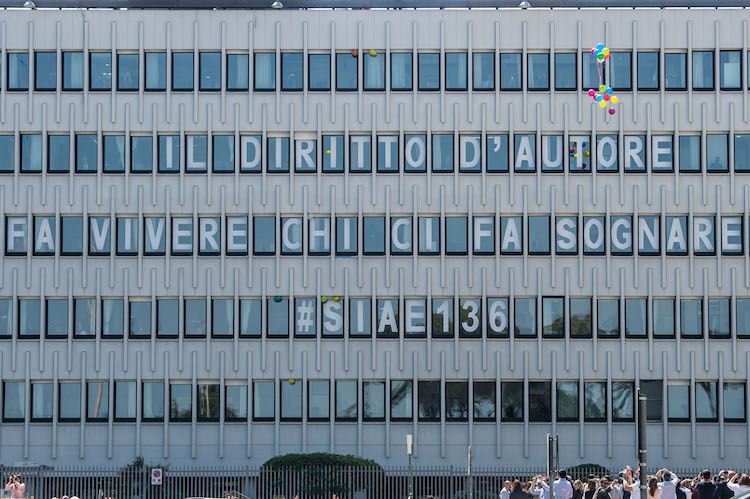 IL DIRITTO D'AUTORE
FA VIVERE CHI CI FA SOGNARE
#SIAE136